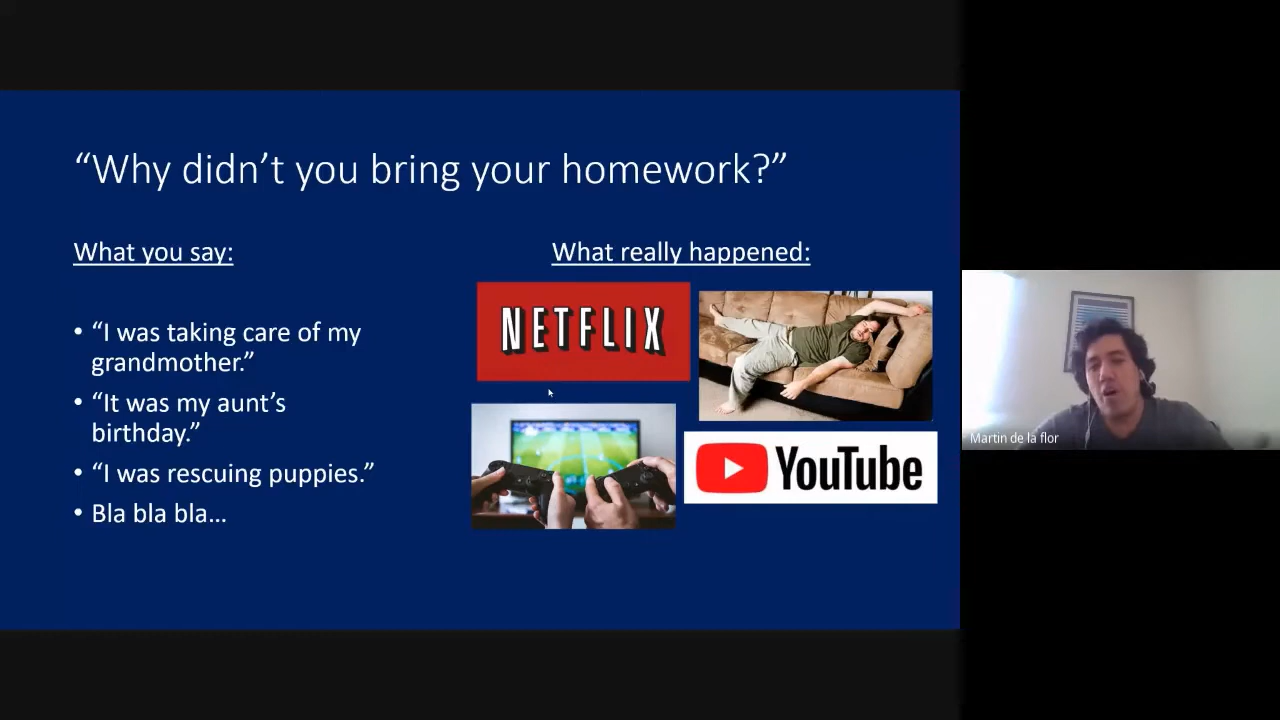 “Why didn’t you bring your homework?”
What you say:
• “I was taking care of my
grandmother.”
• “It was my aunt’s
birthday.”
• “I was rescuing puppies.”
• Bla bla bla…
What really happened:
NETFLIX
YouTube
Martin de la flor